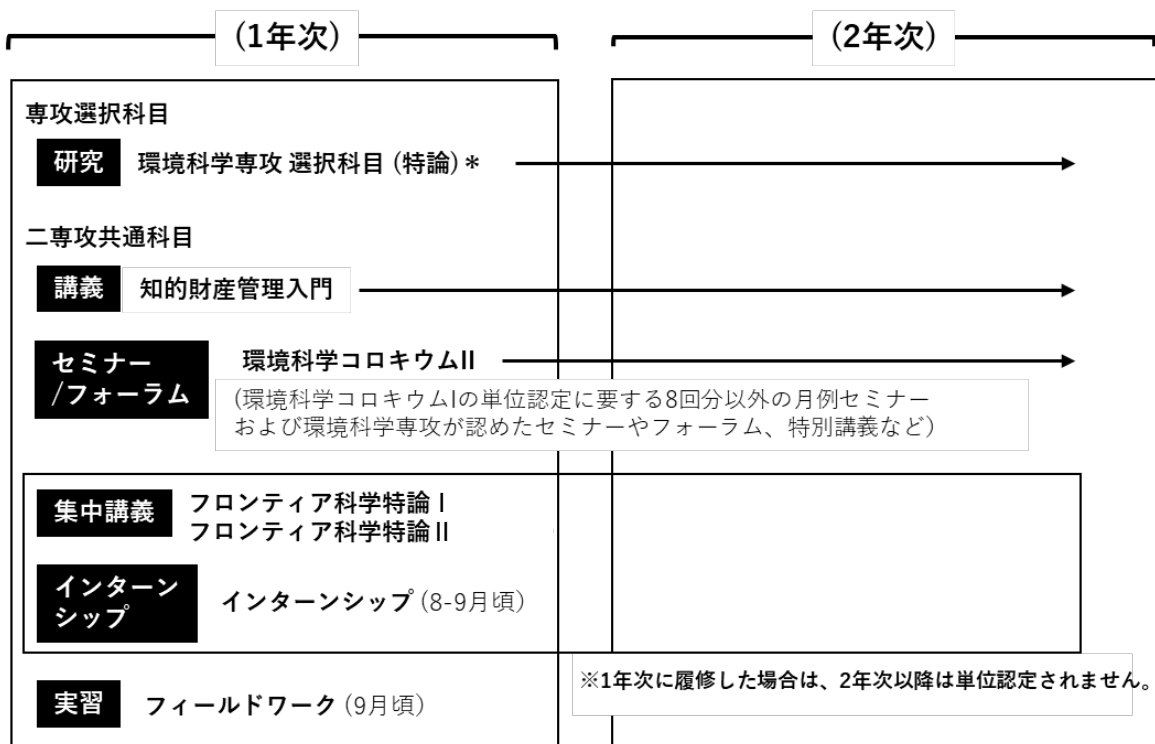 (1年次)
(2年次)
専攻選択科目
研究 環境科学専攻 選択科目 (特論)＊
二専攻共通科目
講義 知的財産管理入門
セミナー
/フォーラム
環境科学コロキウムII
(環境科学コロキウムIの単位認定に要する8回分以外の月例セミナー
および環境科学専攻が認めたセミナーやフォーラム、特別講義など)
集中講義
フロンティア科学特論Ⅰ
フロンティア科学特論Ⅱ
インターン
シップ
インターンシップ (8-9月頃)
※1年次に履修した場合は、2年次以降は単位認定されません。
実習 フィールドワーク (9月頃)